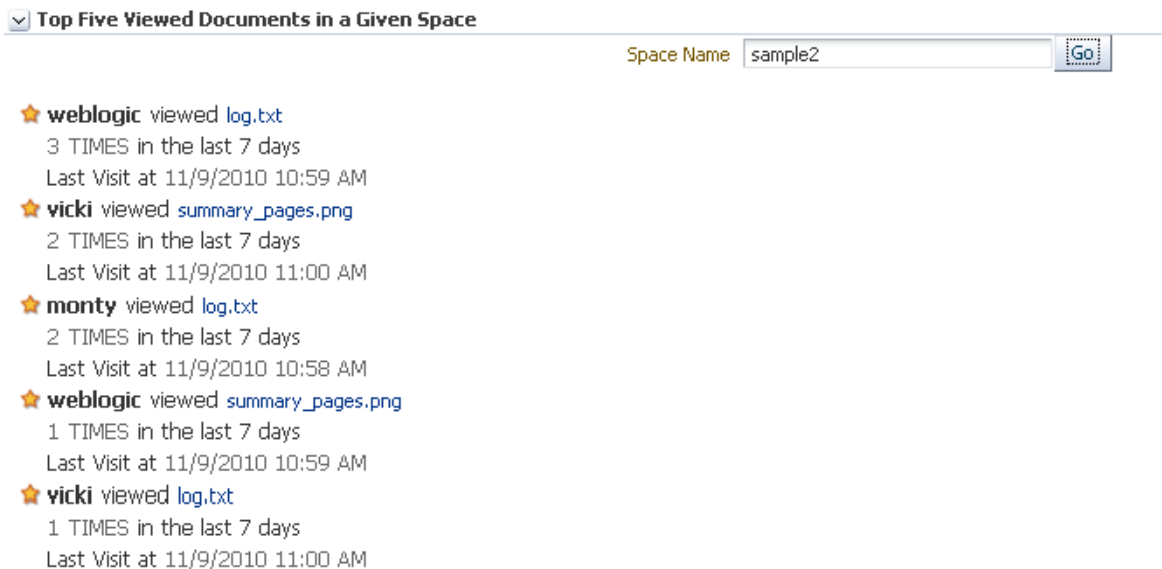 Top Five Viewed Documents in a Given Space
Space Name sample2 Go
weblogic viewed log.txt
3 TIMES in the last 7 days
Last Visit at 11/9/2010 10:59 AM
vicki viewed summary_pages.png
2 TIMES in the last 7 days
Last Visit at 11/9/2010 11:00 AM
monty viewed log.txt
2 TIMES in the last 7 days
Last Visit at 11/9/2010 10:58 AM
weblogic viewed summary_pages.png
1 TIMES in the last 7 days
Last Visit at 11/9/2010 10:59 AM
vicki viewed log.txt
1 TIMES in the last 7 days
Last Visit at 11/9/2010 11:00 AM